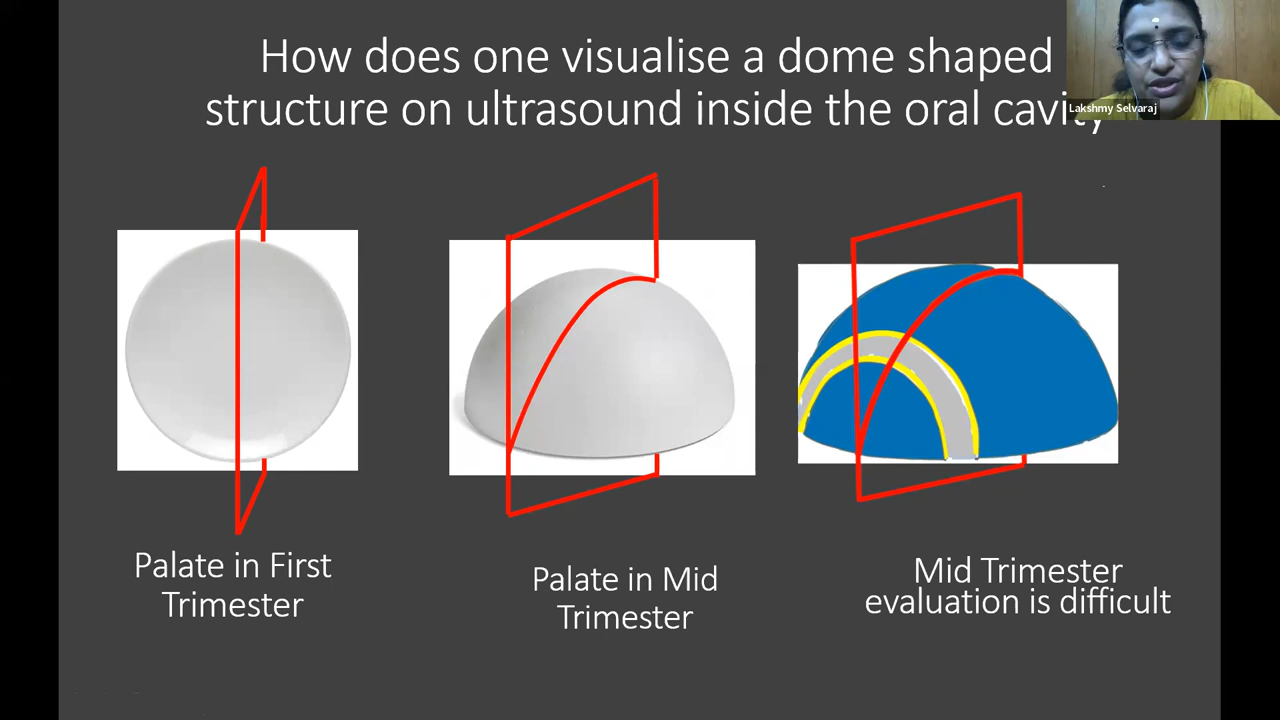 How does one visualise a dome shaped
structure on ultrasound inside the oral cavity
Lakshmy Selvaraj
Palate in First
Trimester
Palate in Mid
Trimester
Mid Trimester
evaluation is difficult